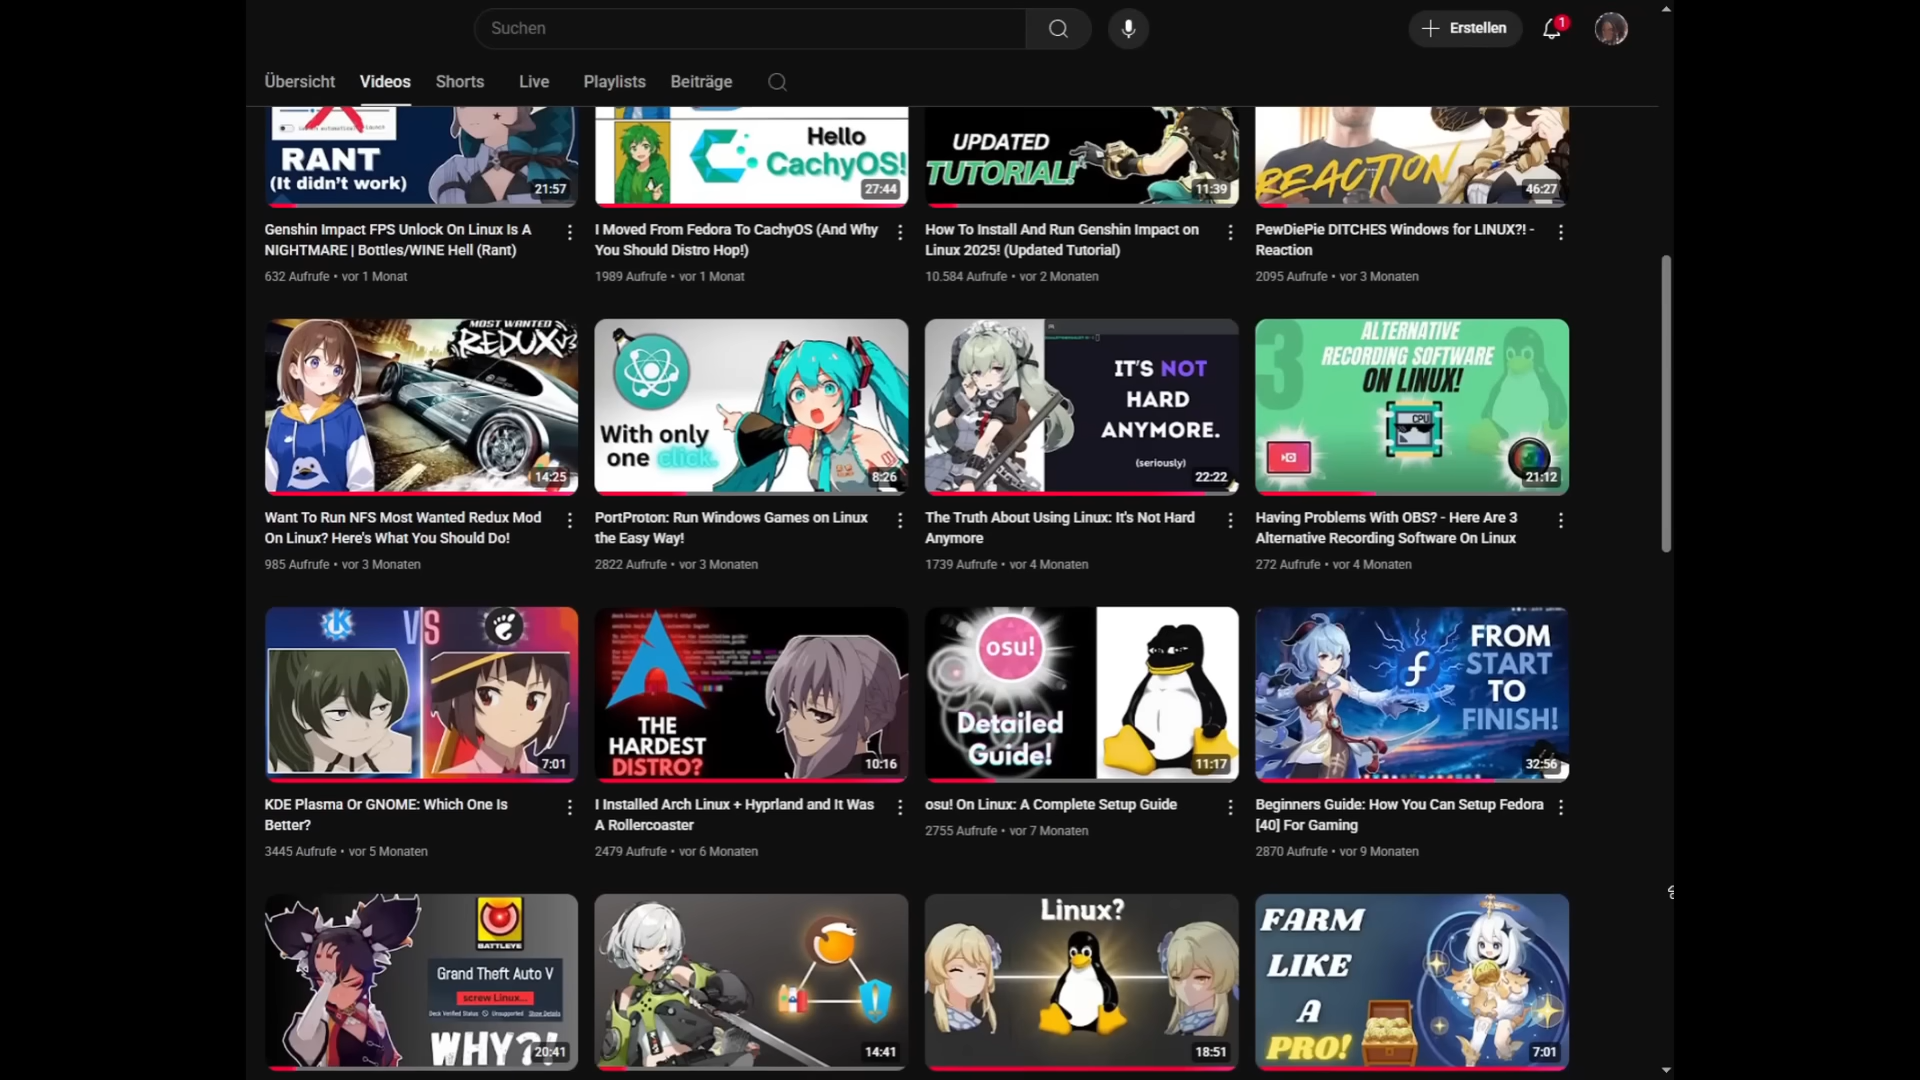 Suchen
Erstellen
1
Übersicht
Videos
Shorts
Live
Playlists
Beiträge
RANT
(It didn't work)
21:57
Hello
CachyOS!
27:44
UPDATED
TUTORIAL!
11:39
REACTION
46:27
Genshin Impact FPS Unlock On Linux Is A
NIGHTMARE | Bottles/WINE Hell (Rant)
632 Aufrufe • vor 1 Monat
I Moved From Fedora To CachyOS (And Why
You Should Distro Hop!)
1989 Aufrufe • vor 1 Monat
How To Install And Run Genshin Impact on
Linux 2025! (Updated Tutorial)
10.584 Aufrufe • vor 2 Monaten
PewDiePie DITCHES Windows for LINUX?! -
Reaction
2095 Aufrufe • vor 3 Monaten
MOST WANTED
REDUX V3
14:25
With only
one click.
8:26
IT'S NOT
HARD
ANYMORE.
(seriously)
22:22
3
ALTERNATIVE
RECORDING SOFTWARE
ON LINUX!
CPU
21:12
Want To Run NFS Most Wanted Redux Mod
On Linux? Here's What You Should Do!
985 Aufrufe • vor 3 Monaten
PortProton: Run Windows Games on Linux
the Easy Way!
2822 Aufrufe • vor 3 Monaten
The Truth About Using Linux: It's Not Hard
Anymore
1739 Aufrufe • vor 4 Monaten
Having Problems With OBS? - Here Are 3
Alternative Recording Software On Linux
272 Aufrufe • vor 4 Monaten
VS
7:01
THE
HARDEST
DISTRO?
10:16
osu!
Detailed
Guide!
11:17
FROM
START
TO
FINISH!
32:56
KDE Plasma Or GNOME: Which One Is
Better?
3445 Aufrufe • vor 5 Monaten
I Installed Arch Linux + Hyprland and It Was
A Rollercoaster
2479 Aufrufe • vor 6 Monaten
osu! On Linux: A Complete Setup Guide
2755 Aufrufe • vor 7 Monaten
Beginners Guide: How You Can Setup Fedora
[40] For Gaming
2870 Aufrufe • vor 9 Monaten
BATTLEYE
Grand Theft Auto V
screw Linux...
Deck Verified Status Unsupported Show Details
WHY?!
20:41
14:41
Linux?
18:51
FARM
LIKE
A
PRO!
7:01